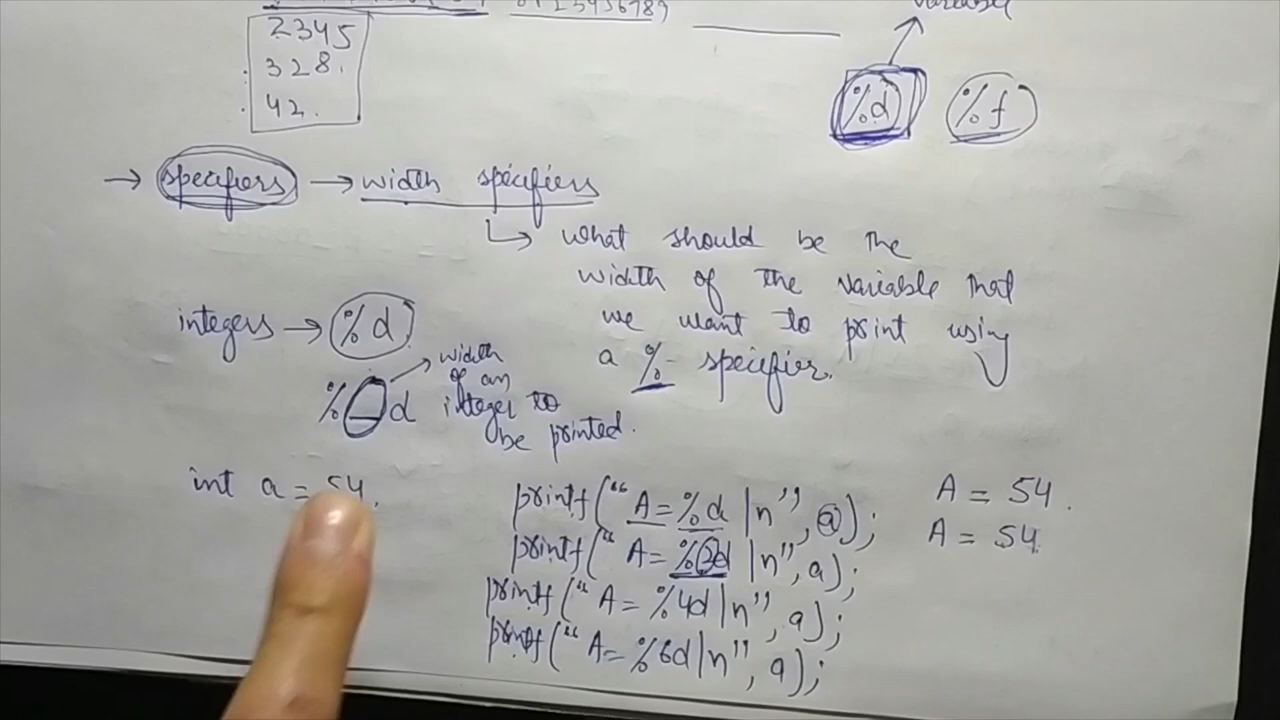 variable
2345
328.
42.
%d %f
→ specifiers → width specifiers
what should be the
width of the variable that
we want to print using
a % specifier.
integers → %d
%_d
width
of an
integer to
be printed.
int a = 54.
printf("A=%d |n", a);
printf("A=%2d |n", a);
printf("A=%4d|n", a);
printf("A=%6d|n", a);
A = 54.
A = 54.